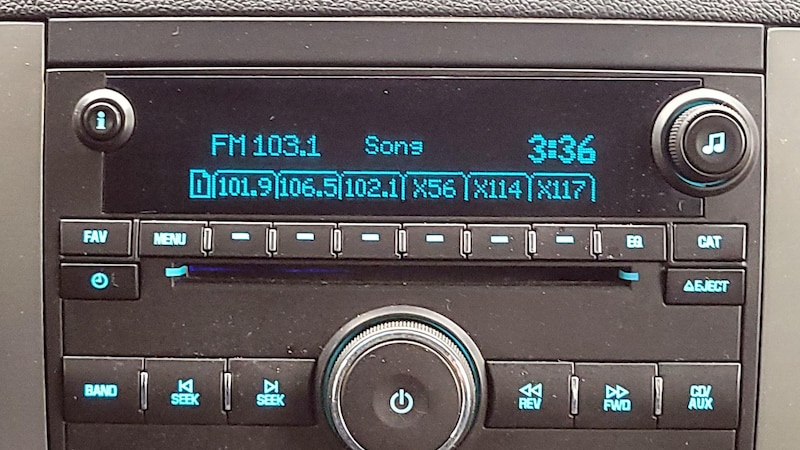 i
FM 103.1 Song 3:36
1 101.9 106.5 102.1 X56 X114 X117
FAV MENU EQ CAT
EJECT
BAND SEEK SEEK REV FWD CD/
AUX